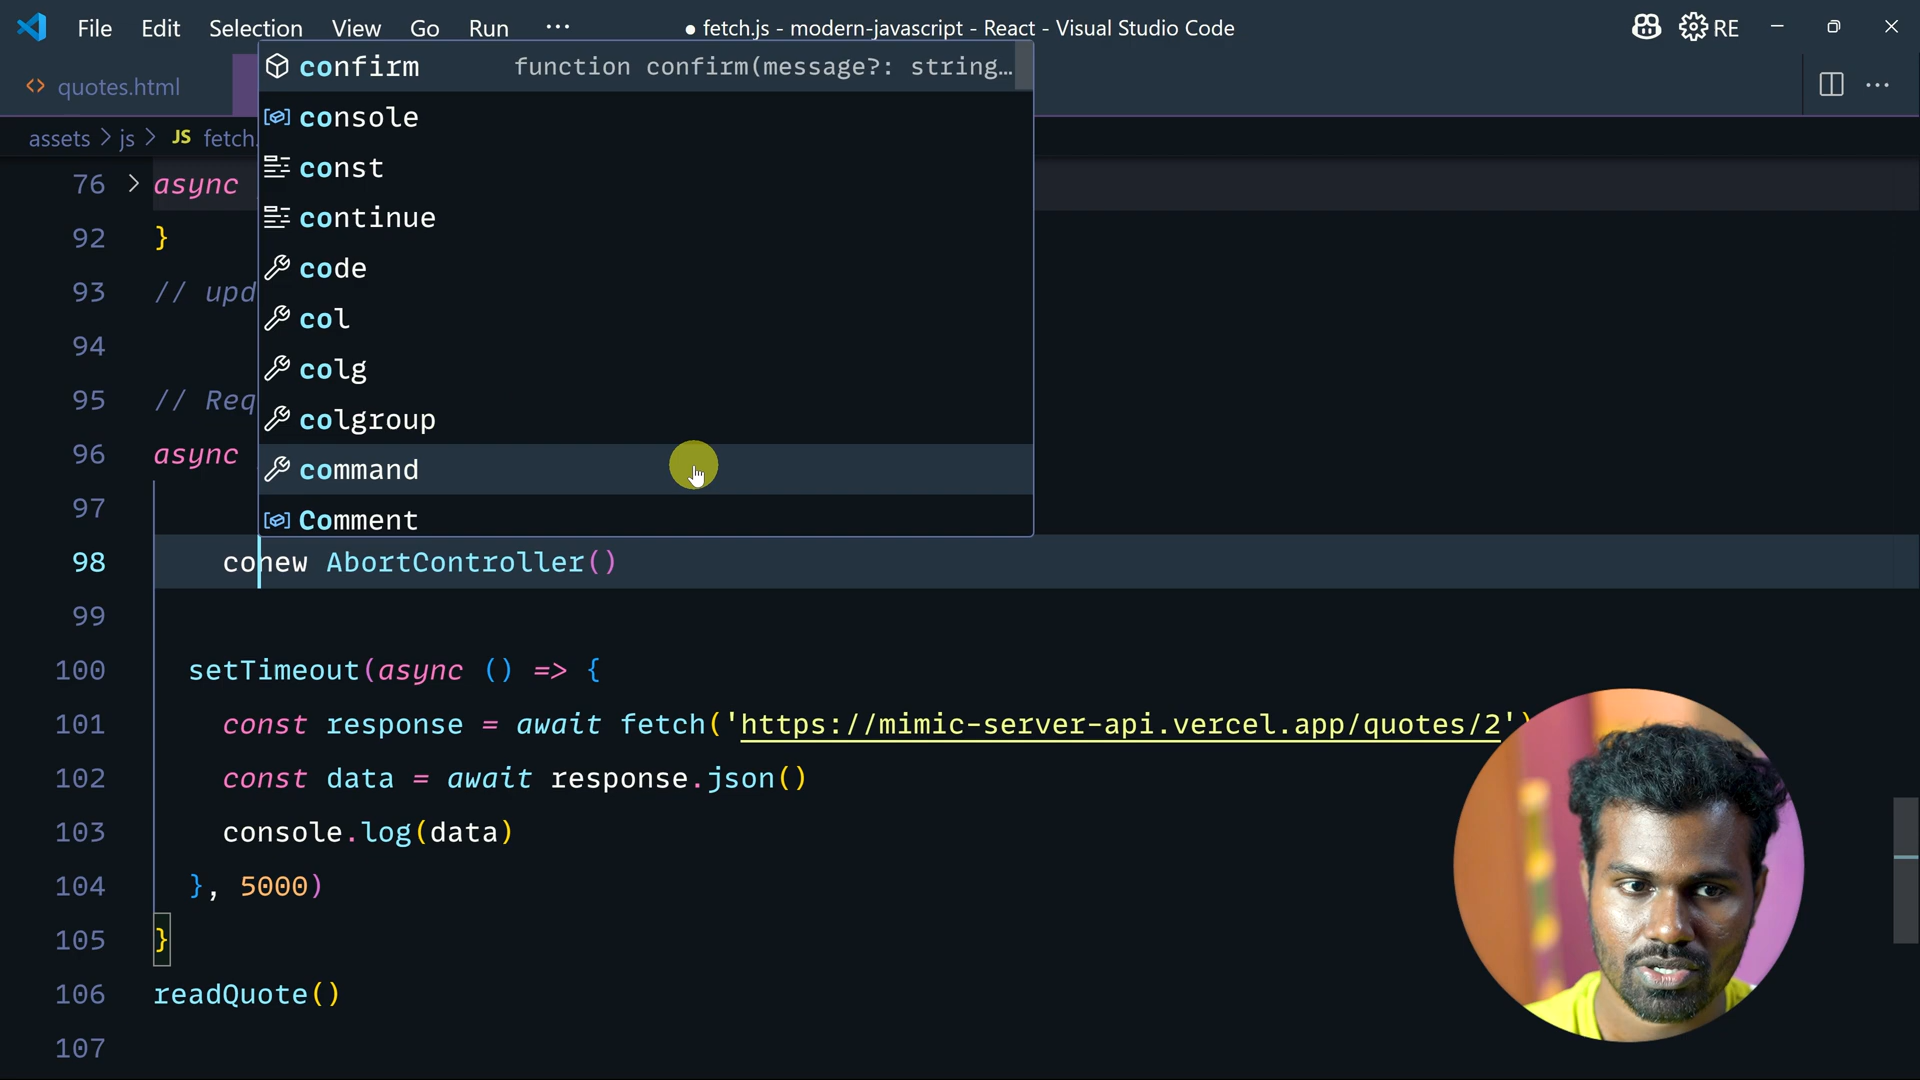 File Edit Selection View Go Run ··· ● fetch.js - modern-javascript - React - Visual Studio Code RE
quotes.html
assets > js > JS fetch.
confirm function confirm(message?: string…
console
const
continue
code
col
colg
colgroup
command
Comment
76 async
92 }
93 // upd
94
95 // Req
96 async
97
98 conew AbortController()
99
100 setTimeout(async () => {
101 const response = await fetch('https://mimic-server-api.vercel.app/quotes/2')
102 const data = await response.json()
103 console.log(data)
104 }, 5000)
105 }
106 readQuote()
107